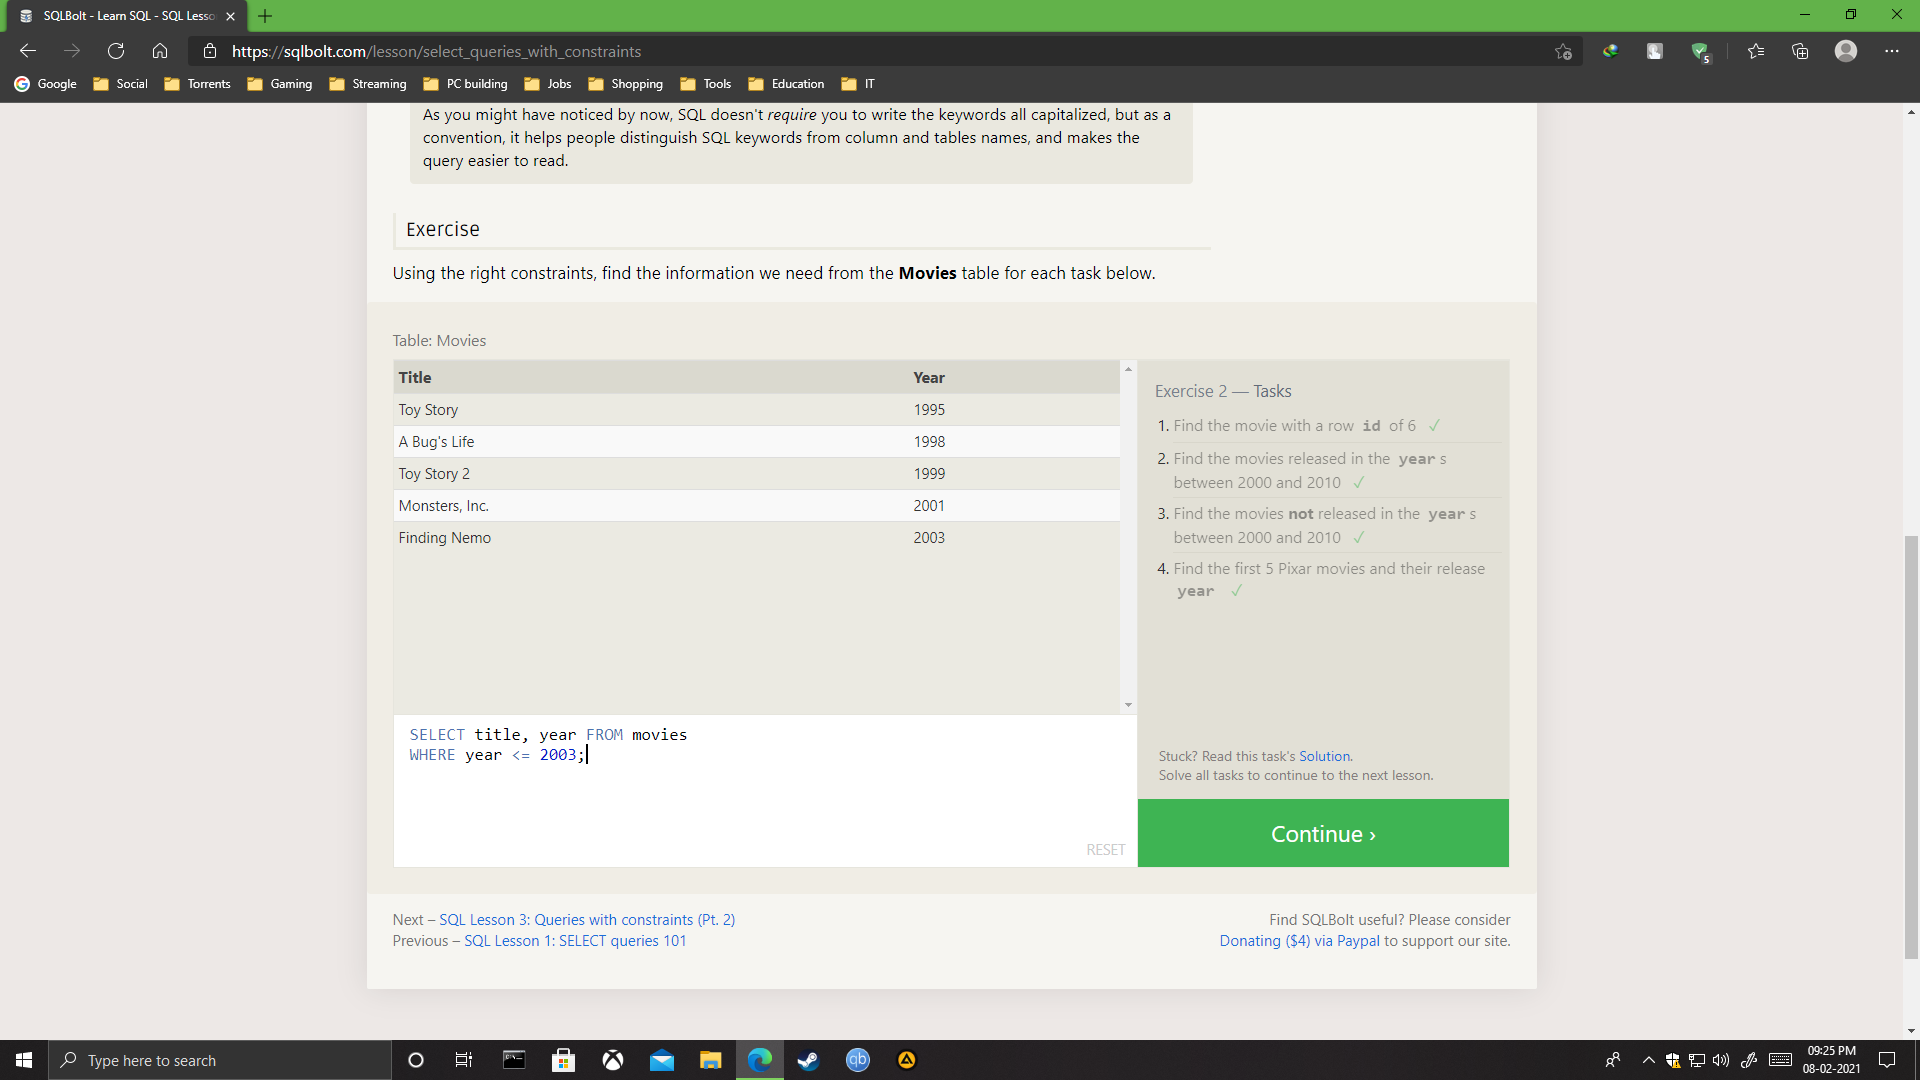 SQLBolt - Learn SQL - SQL Lesso
https://sqlbolt.com/lesson/select_queries_with_constraints
5
Google Social Torrents Gaming Streaming PC building Jobs Shopping Tools Education IT
As you might have noticed by now, SQL doesn't require you to write the keywords all capitalized, but as a
convention, it helps people distinguish SQL keywords from column and tables names, and makes the
query easier to read.
Exercise
Using the right constraints, find the information we need from the Movies table for each task below.
Table: Movies
Title Year
Toy Story 1995
A Bug's Life 1998
Toy Story 2 1999
Monsters, Inc. 2001
Finding Nemo 2003
SELECT title, year FROM movies
WHERE year <= 2003;
RESET
Exercise 2 — Tasks
1. Find the movie with a row id of 6 ✓
2. Find the movies released in the year s
between 2000 and 2010 ✓
3. Find the movies not released in the year s
between 2000 and 2010 ✓
4. Find the first 5 Pixar movies and their release
year ✓
Stuck? Read this task's Solution.
Solve all tasks to continue to the next lesson.
Continue ›
Next – SQL Lesson 3: Queries with constraints (Pt. 2)
Previous – SQL Lesson 1: SELECT queries 101
Find SQLBolt useful? Please consider
Donating ($4) via Paypal to support our site.
Type here to search
qb
09:25 PM
08-02-2021